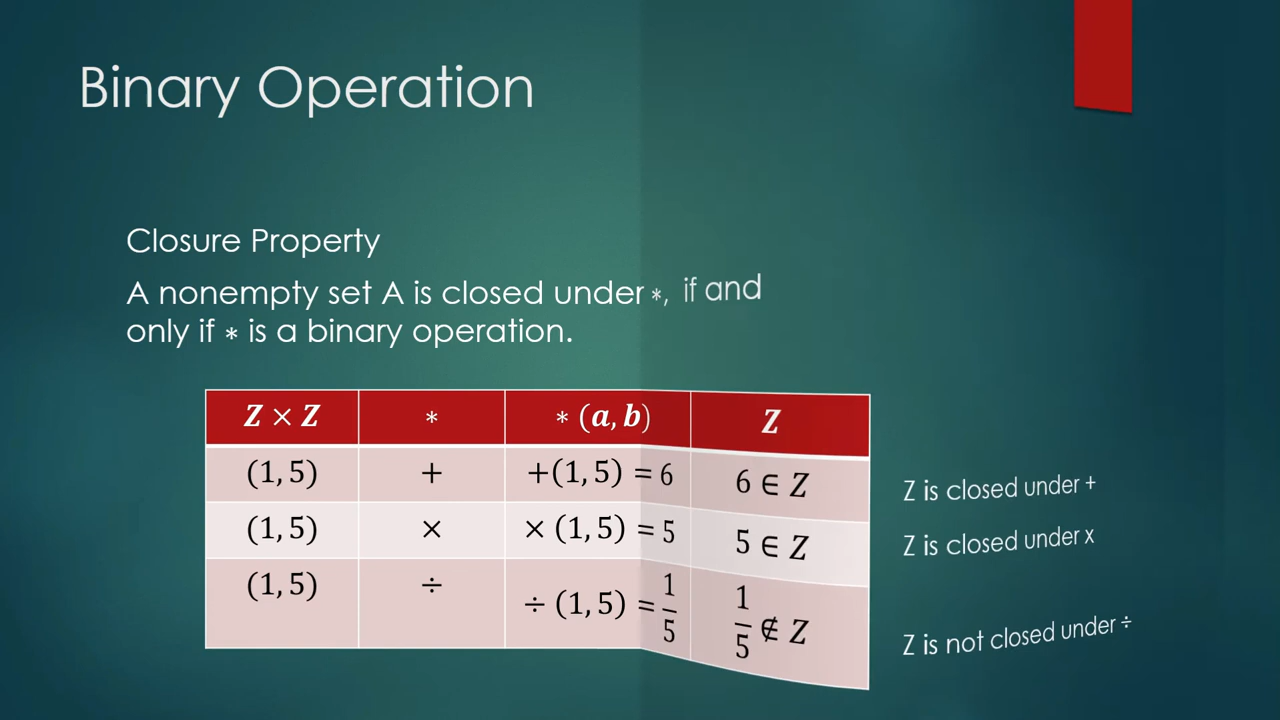 Binary Operation
Closure Property
A nonempty set A is closed under ∗, if and
only if ∗ is a binary operation.
Z × Z ∗ ∗ (a, b) Z
(1, 5) + +(1, 5) = 6 6 ∈ Z Z is closed under +
(1, 5) × × (1, 5) = 5 5 ∈ Z Z is closed under x
(1, 5) ÷ ÷ (1, 5) = 1/5 1/5 ∉ Z Z is not closed under ÷